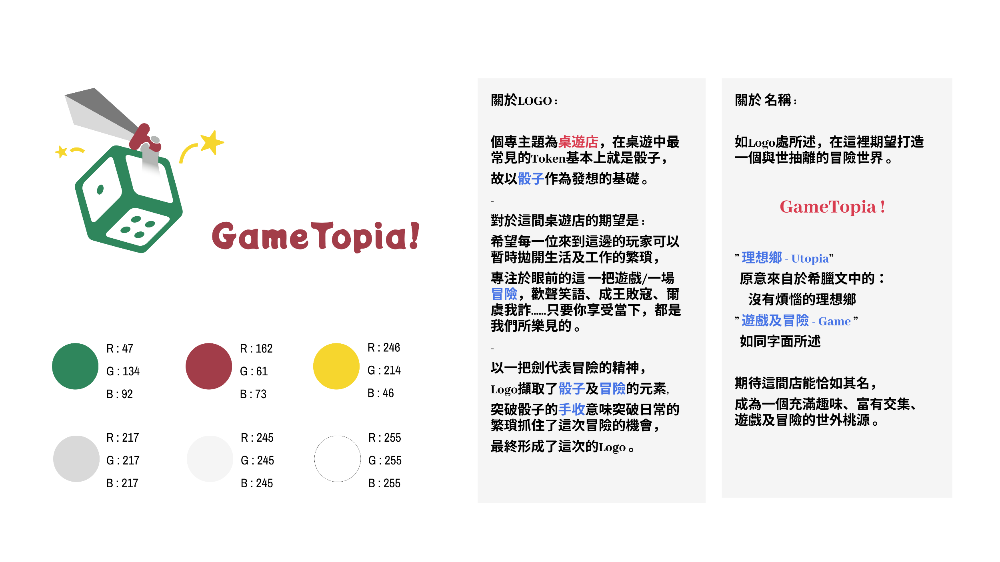 GameTopia!
R : 47
G : 134
B : 92
R : 162
G : 61
B : 73
R : 246
G : 214
B : 46
R : 217
G : 217
B : 217
R : 245
G : 245
B : 245
R : 255
G : 255
B : 255
關於LOGO :
個專主題為桌遊店，在桌遊中最
常見的Token基本上就是骰子，
故以骰子作為發想的基礎。
-
對於這間桌遊店的期望是 :
希望每一位來到這邊的玩家可以
暫時拋開生活及工作的繁瑣，
專注於眼前的這 一把遊戲/一場
冒險，歡聲笑語、成王敗寇、爾
虞我詐......只要你享受當下，都是
我們所樂見的。
-
以一把劍代表冒險的精神，
Logo擷取了骰子及冒險的元素,
突破骰子的手收意味突破日常的
繁瑣抓住了這次冒險的機會，
最終形成了這次的Logo。
關於 名稱 :
如Logo處所述，在這裡期望打造
一個與世抽離的冒險世界。
GameTopia !
” 理想鄉 - Utopia”
原意來自於希臘文中的：
沒有煩惱的理想鄉
” 遊戲及冒險 - Game ”
如同字面所述
期待這間店能恰如其名，
成為一個充滿趣味、富有交集、
遊戲及冒險的世外桃源。